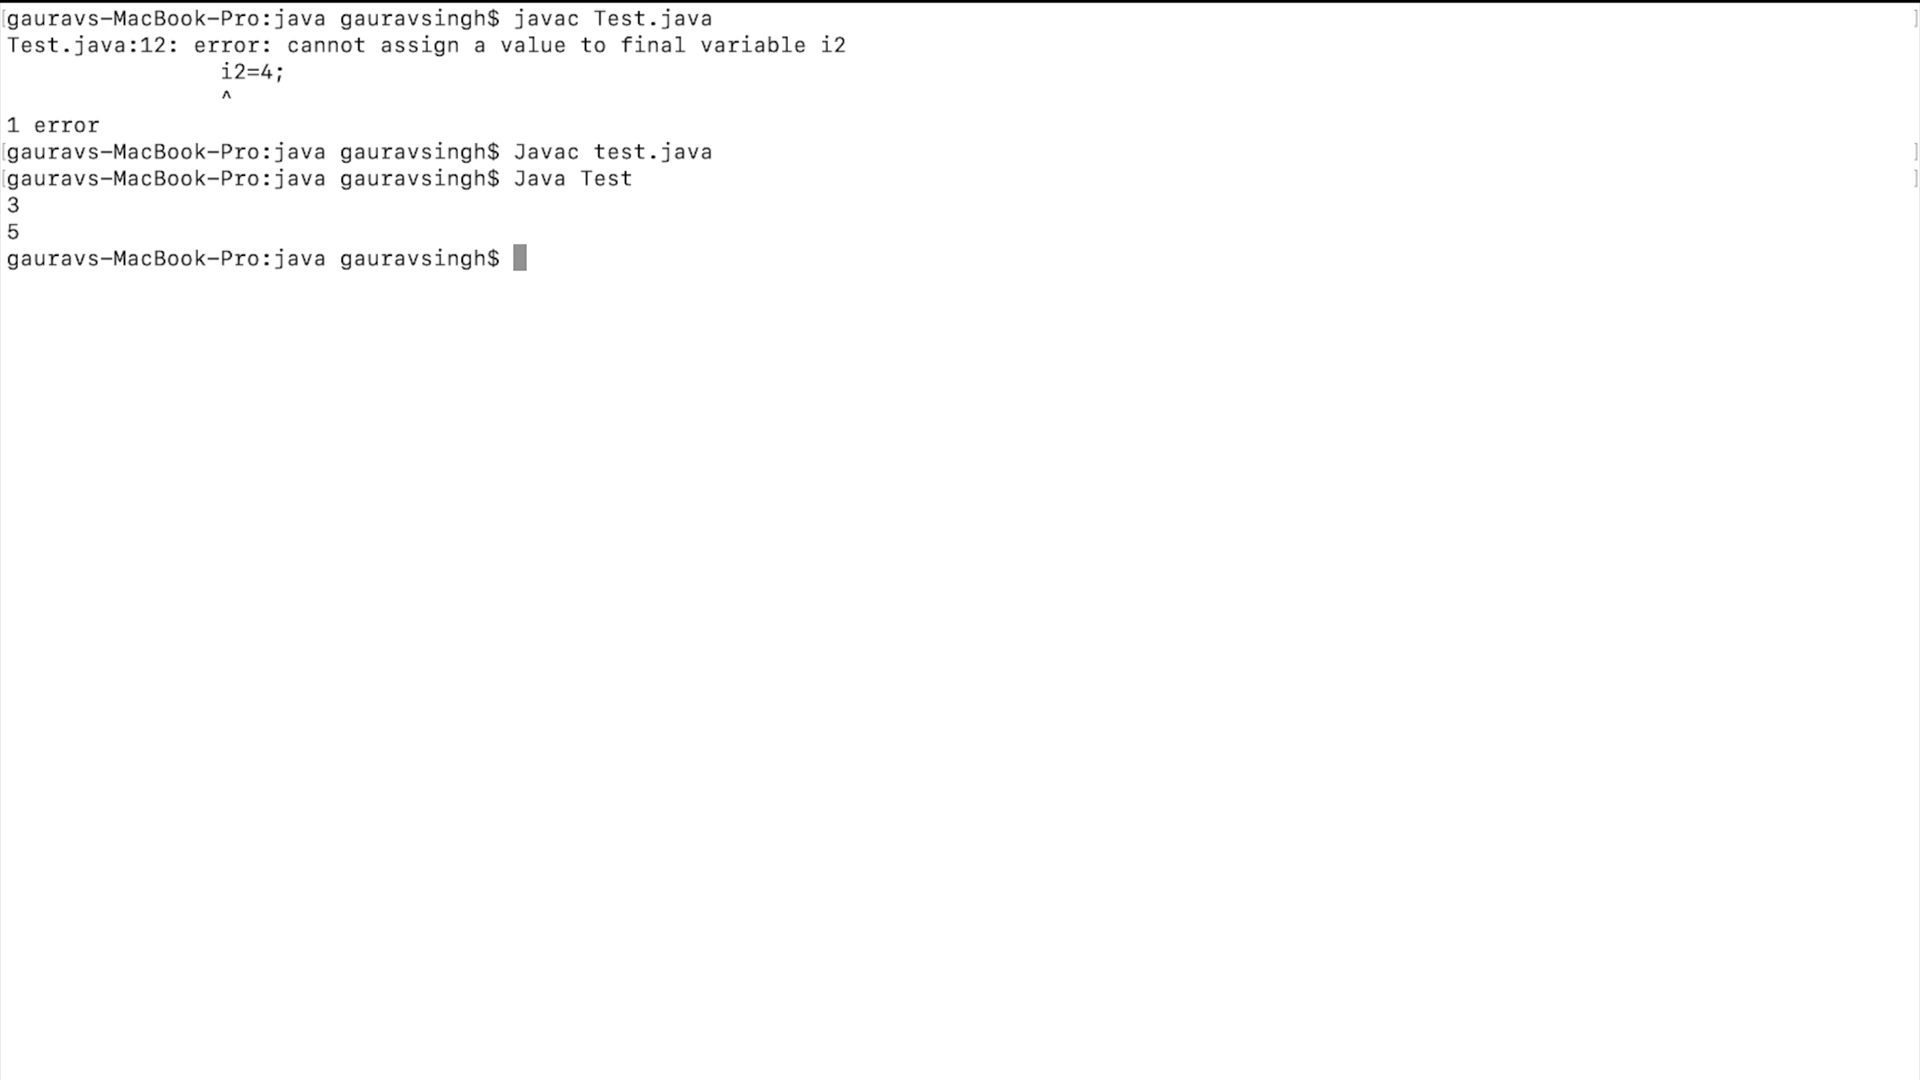 [gauravs-MacBook-Pro:java gauravsingh$ javac Test.java ]
Test.java:12: error: cannot assign a value to final variable i2
                i2=4;
                ^
1 error
[gauravs-MacBook-Pro:java gauravsingh$ Javac test.java ]
[gauravs-MacBook-Pro:java gauravsingh$ Java Test ]
3
5
gauravs-MacBook-Pro:java gauravsingh$